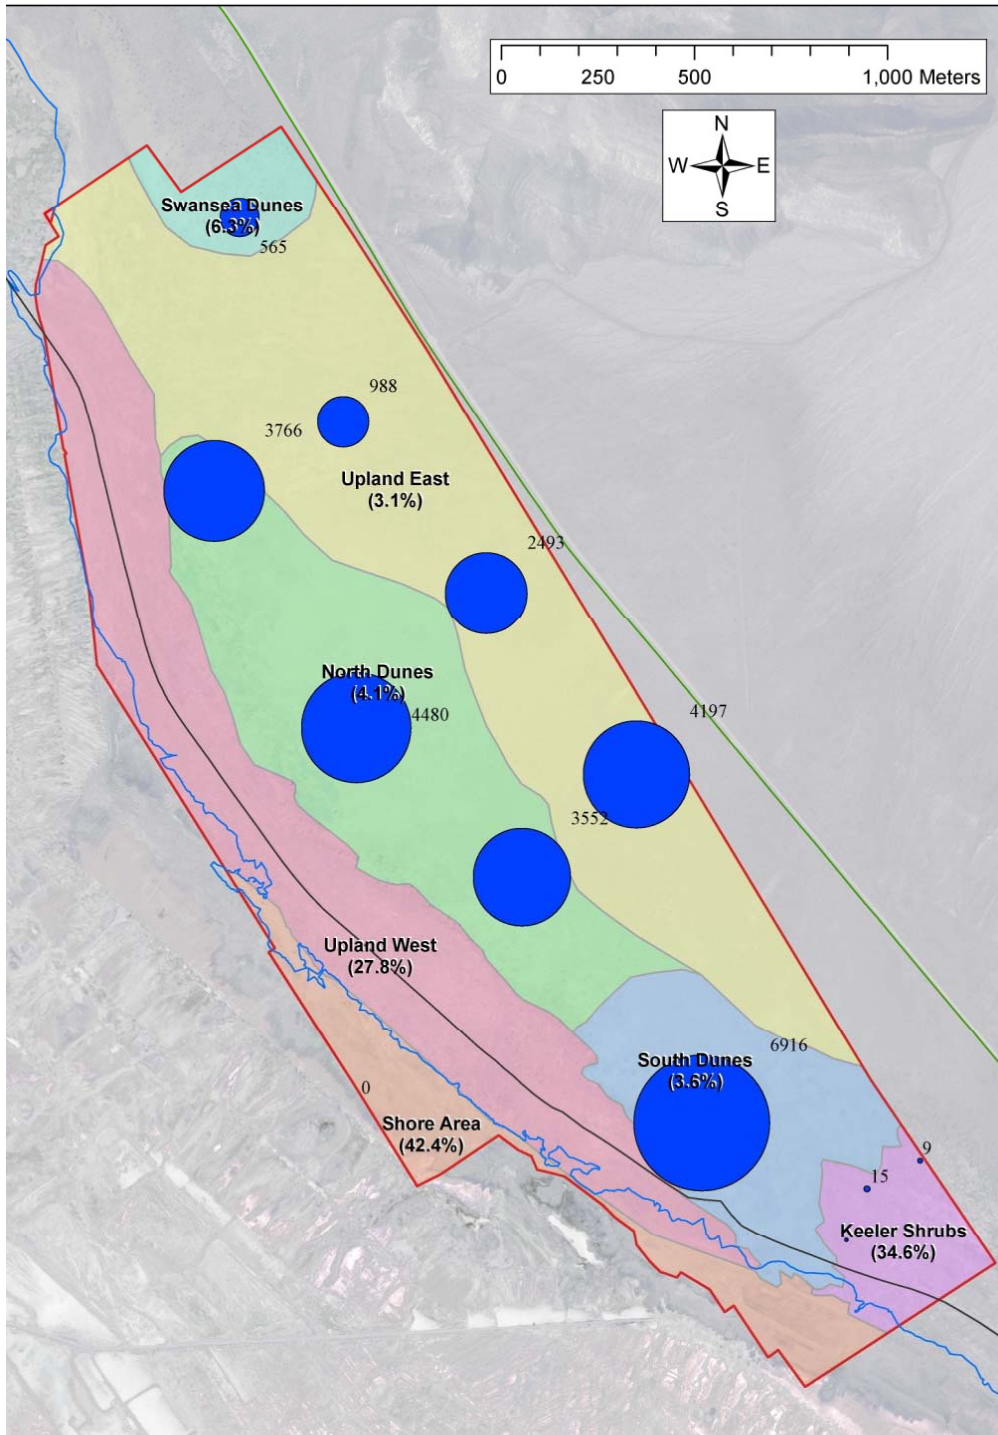 0 250 500 1,000 Meters
N
W E
S
Swansea Dunes
(6.3%)
565
988
3766
Upland East
(3.1%)
2493
North Dunes
(4.1%)
4480
4197
3552
Upland West
(27.8%)
6916
South Dunes
(3.6%)
0
Shore Area
(42.4%)
9
15
Keeler Shrubs
(34.6%)